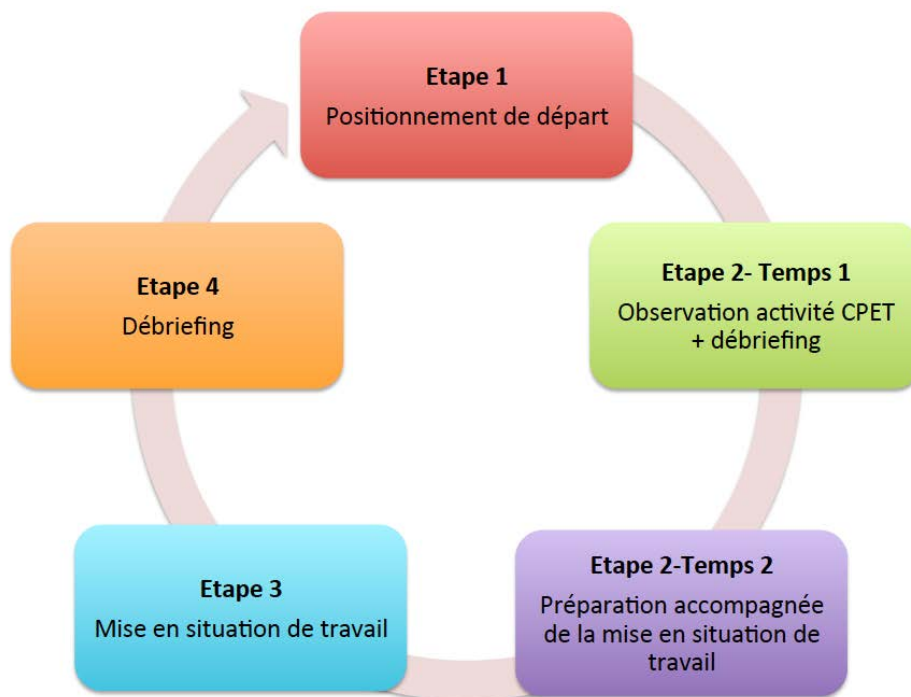 Etape 1
Positionnement de départ
Etape 2- Temps 1
Observation activité CPET
+ débriefing
Etape 2-Temps 2
Préparation accompagnée
de la mise en situation de
travail
Etape 3
Mise en situation de travail
Etape 4
Débriefing